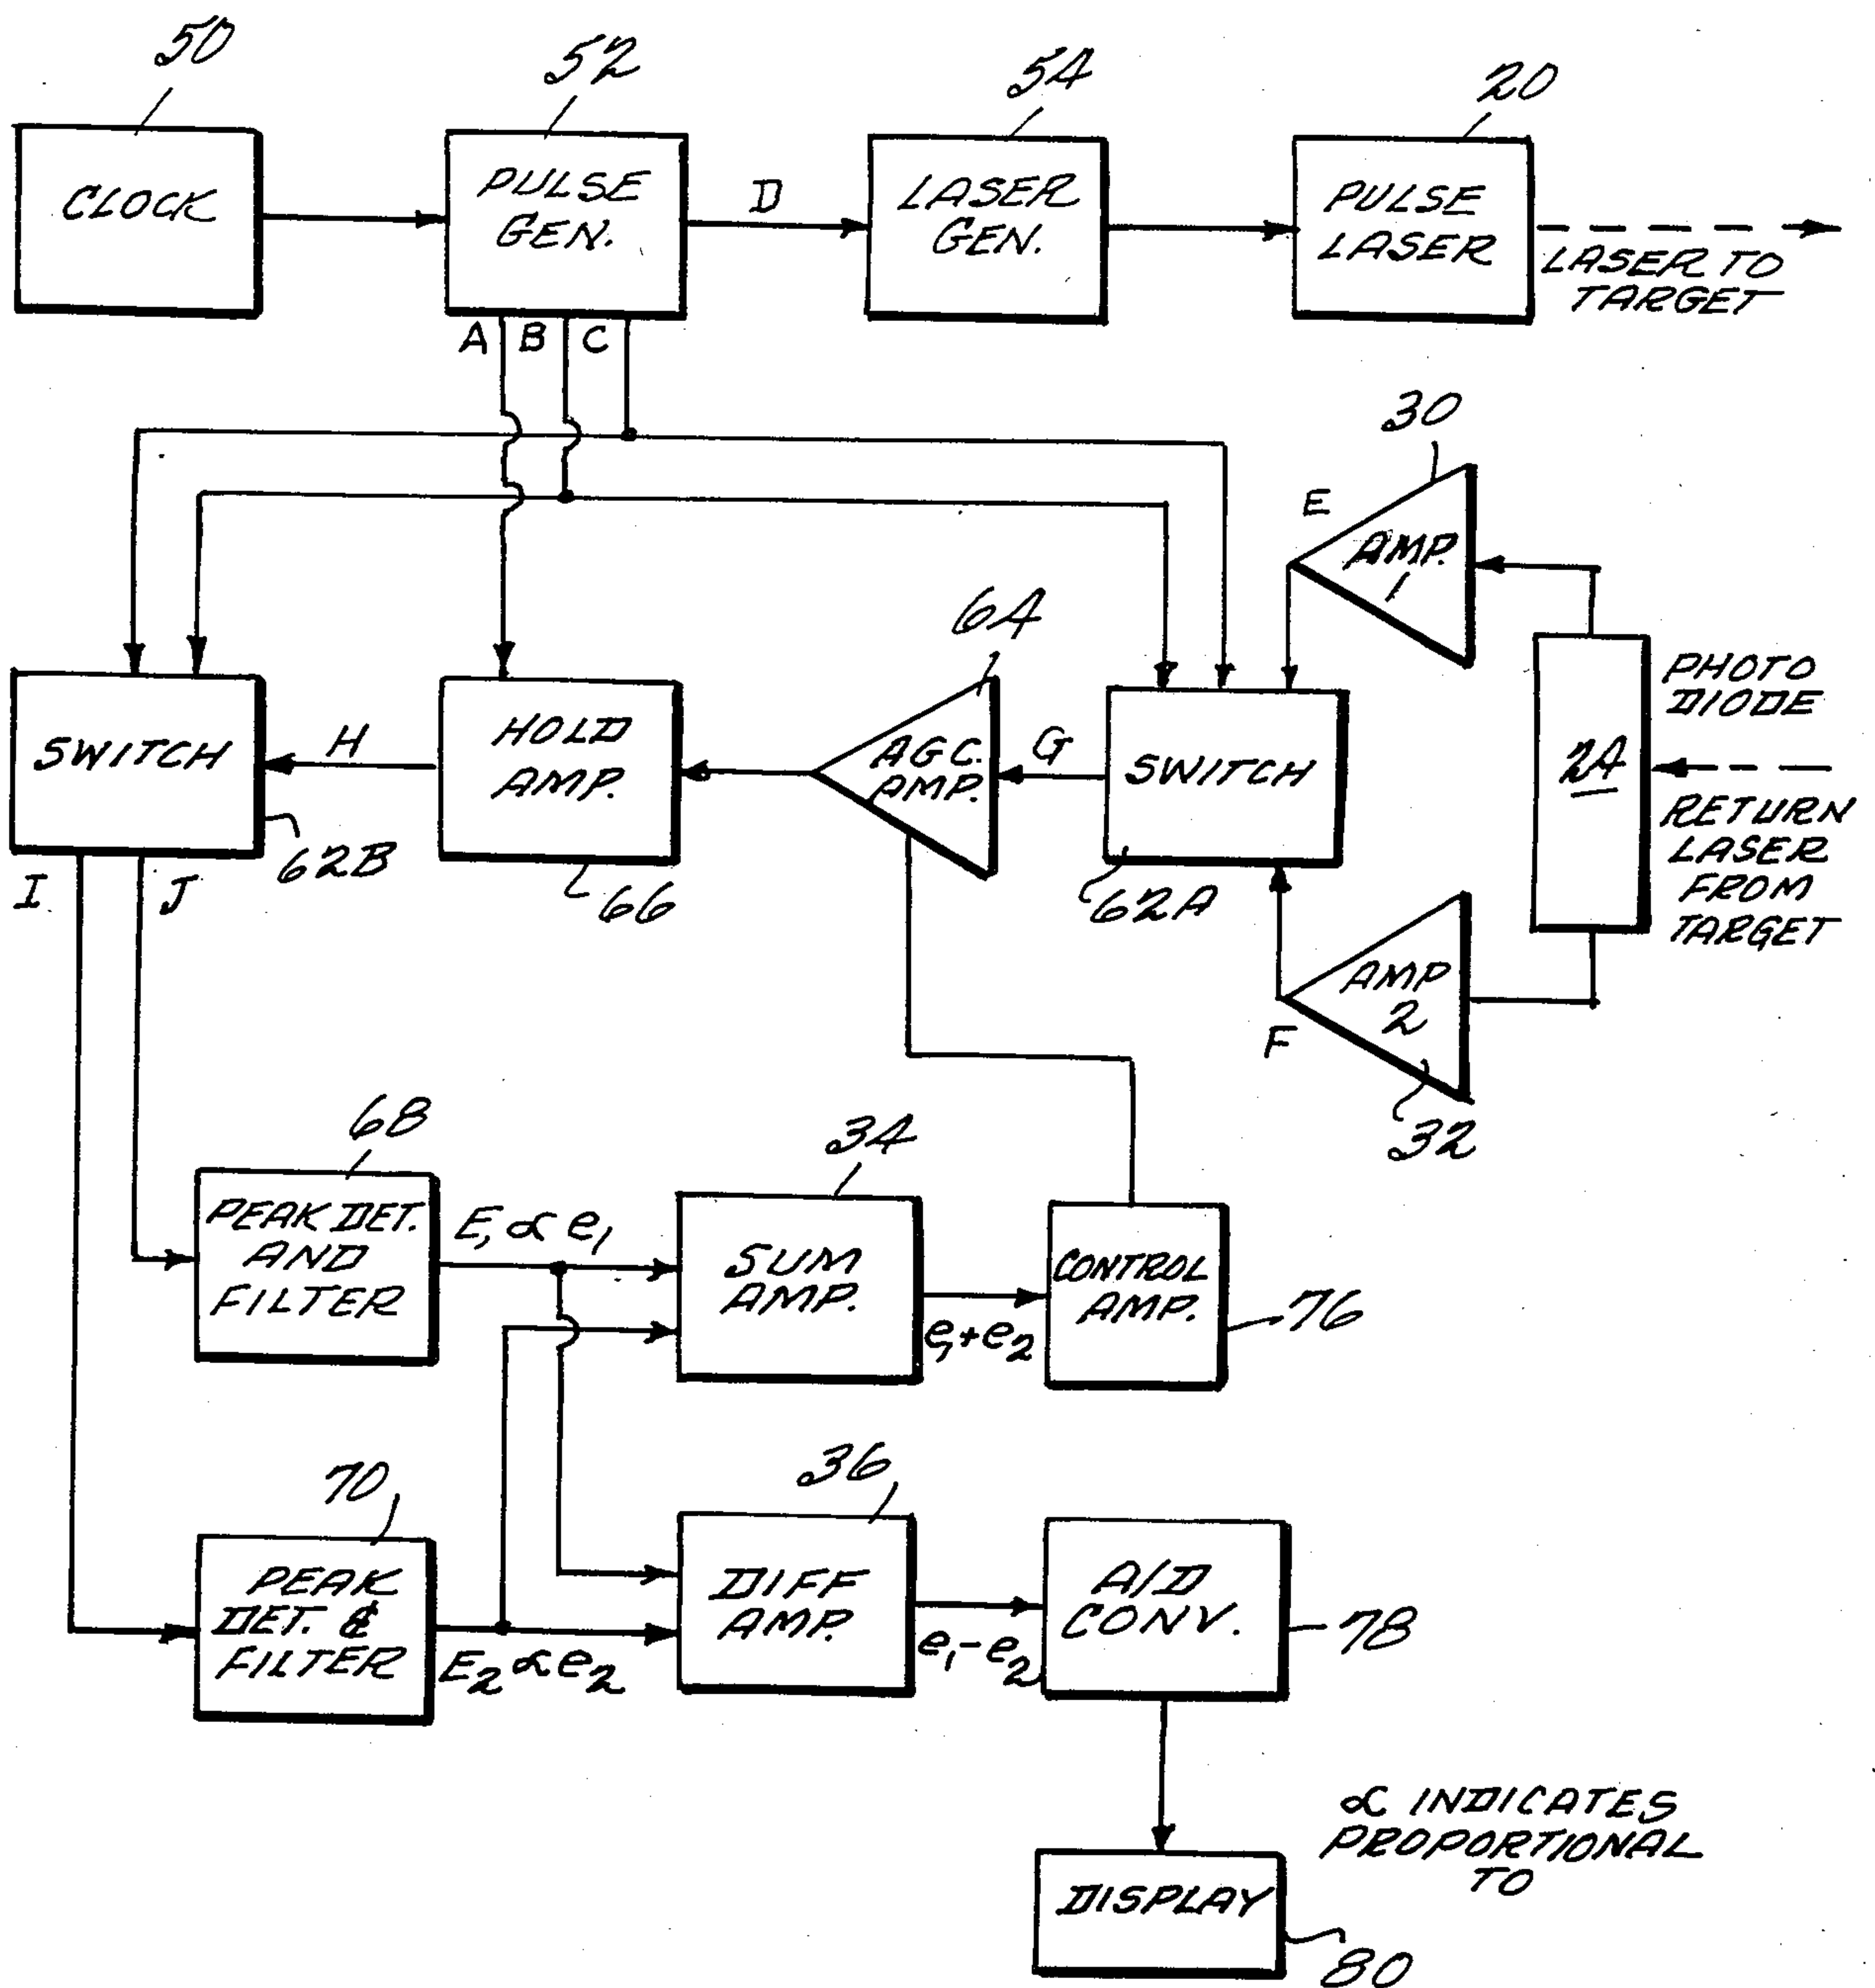 50
52
54
20
CLOCK
PULSE
GEN.
D
LASER
GEN.
PULSE
LASER
LASER TO
TARGET
A B C
30
E
AMP.
1
64
PHOTO
DIODE
SWITCH
H
HOLD
AMP.
AGC.
AMP.
G
SWITCH
24
RETURN
LASER
FROM
TARGET
I
J
62B
66
62A
AMP
2
F
32
68
34
PEAK DET.
AND
FILTER
E1 ∝ e1
SUM
AMP.
e1+e2
CONTROL
AMP.
76
70
36
PEAK
DET. &
FILTER
E2 ∝ e2
DIFF
AMP.
e1-e2
A/D
CONV.
78
∝ INDICATES
PROPORTIONAL
TO
DISPLAY
80